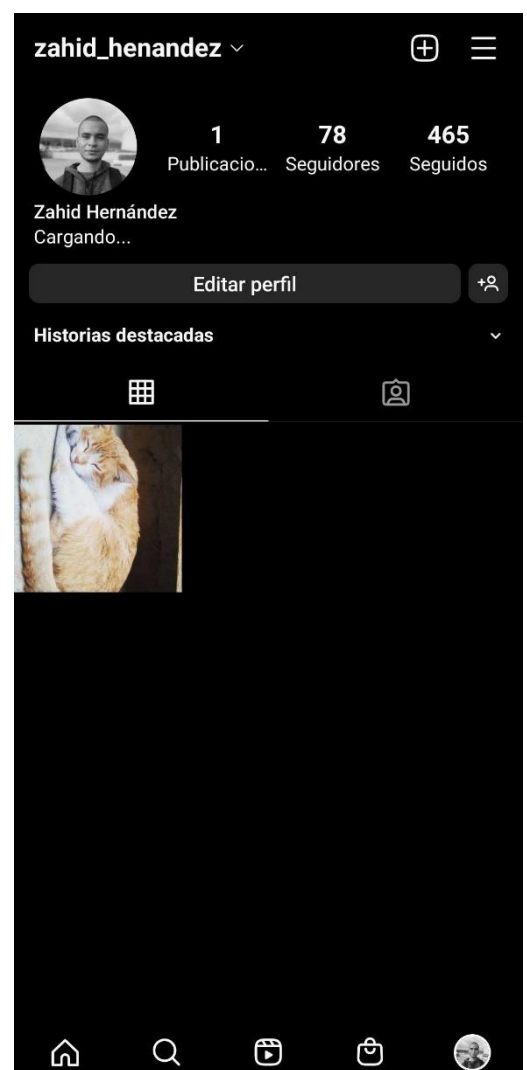 zahid_henandez
1 78 465
Publicacio... Seguidores Seguidos
Zahid Hernández
Cargando...
Editar perfil
Historias destacadas